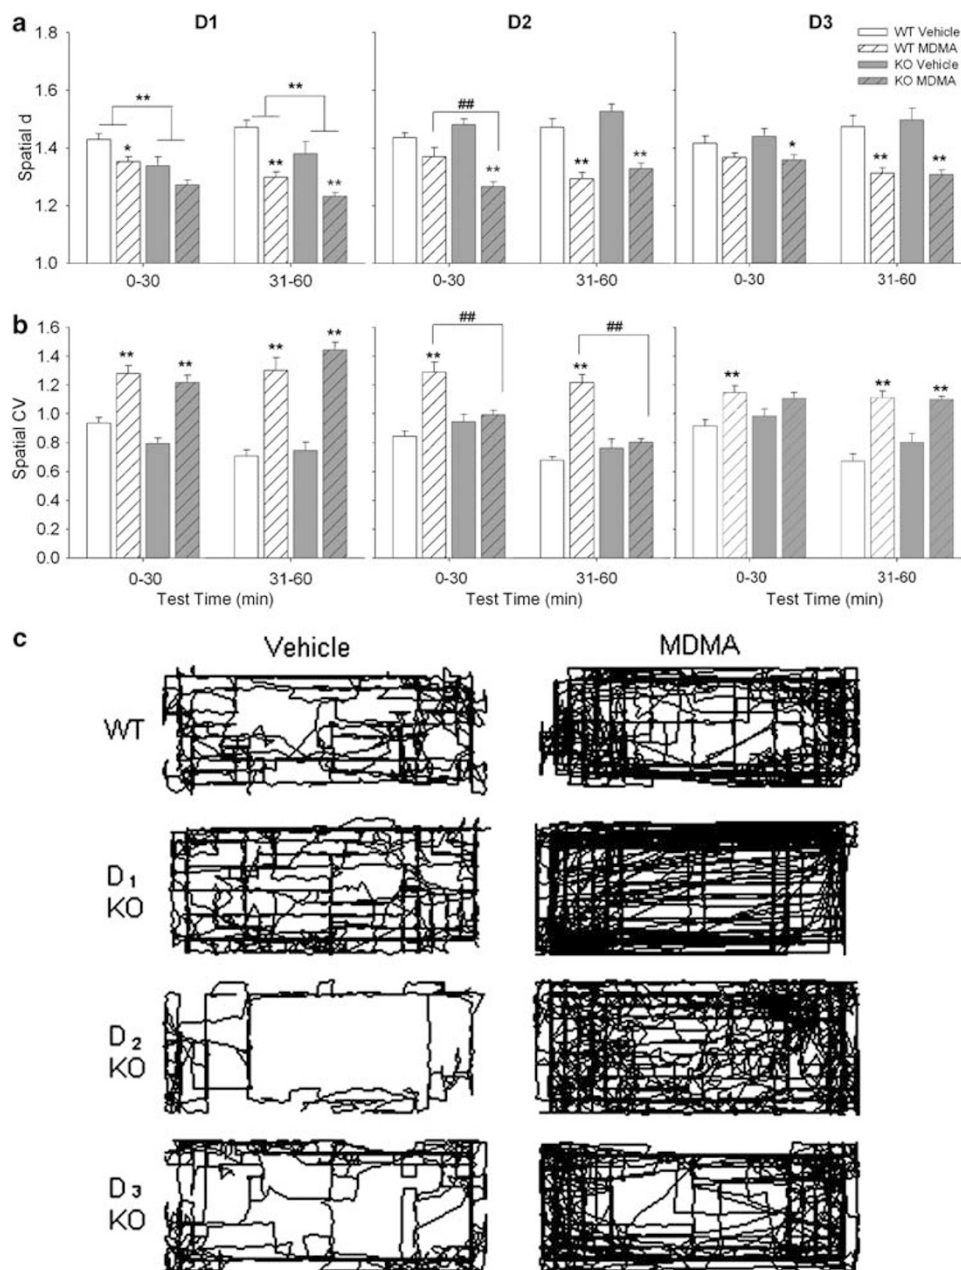 a
D1
D2
D3
WT Vehicle
WT MDMA
KO Vehicle
KO MDMA
Spatial d
1.8
1.6
1.4
1.2
1.0
**
*
**
**
**
##
**
**
**
*
**
**
0-30
31-60
0-30
31-60
0-30
31-60
b
Spatial CV
1.6
1.4
1.2
1.0
0.8
0.6
0.4
0.2
0.0
**
**
**
**
##
**
##
**
**
**
**
0-30
31-60
0-30
31-60
0-30
31-60
Test Time (min)
Test Time (min)
Test Time (min)
c
Vehicle
MDMA
WT
D1
KO
D2
KO
D3
KO